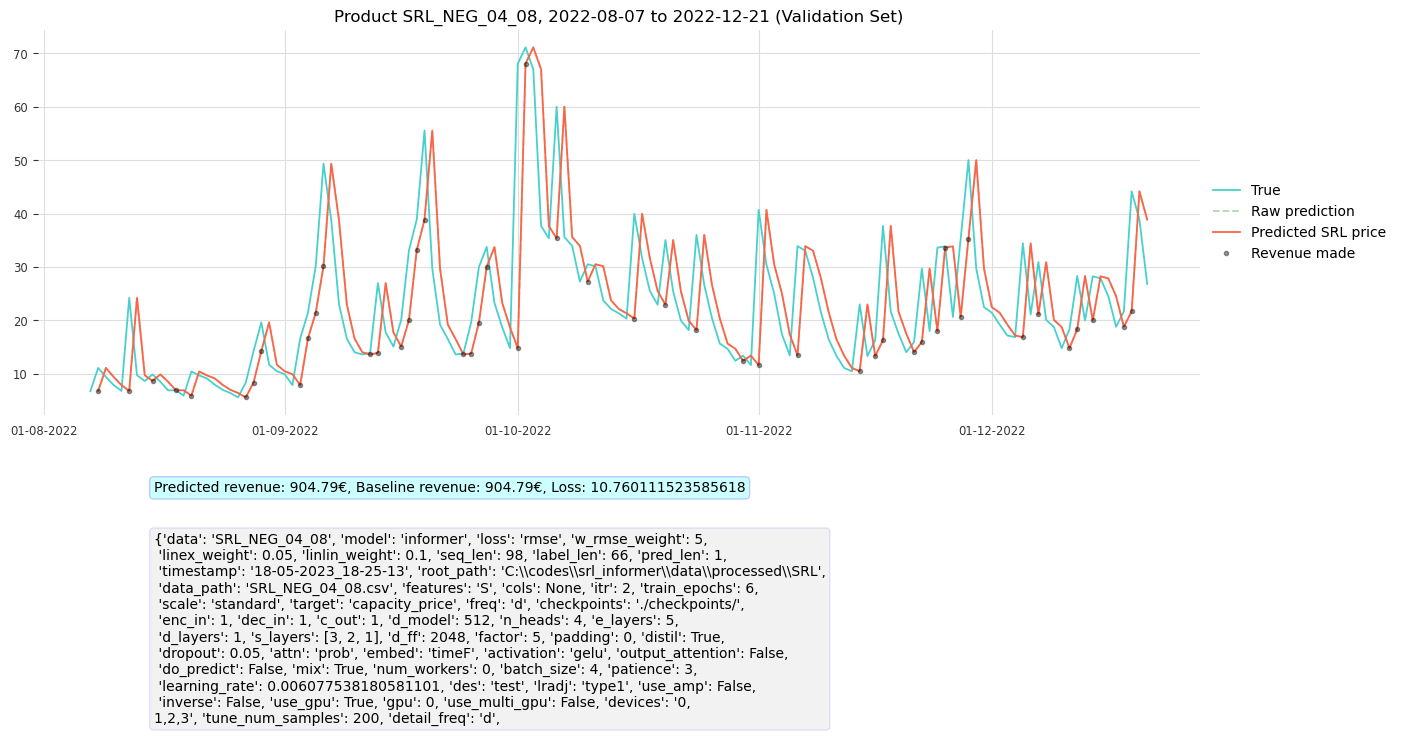 Product SRL_NEG_04_08, 2022-08-07 to 2022-12-21 (Validation Set)
70
60
50
40
30
20
10
01-08-2022 01-09-2022 01-10-2022 01-11-2022 01-12-2022
True
Raw prediction
Predicted SRL price
Revenue made
Predicted revenue: 904.79€, Baseline revenue: 904.79€, Loss: 10.760111523585618
{'data': 'SRL_NEG_04_08', 'model': 'informer', 'loss': 'rmse', 'w_rmse_weight': 5,
'linex_weight': 0.05, 'linlin_weight': 0.1, 'seq_len': 98, 'label_len': 66, 'pred_len': 1,
'timestamp': '18-05-2023_18-25-13', 'root_path': 'C:\\codes\\srl_informer\\data\\processed\\SRL',
'data_path': 'SRL_NEG_04_08.csv', 'features': 'S', 'cols': None, 'itr': 2, 'train_epochs': 6,
'scale': 'standard', 'target': 'capacity_price', 'freq': 'd', 'checkpoints': './checkpoints/',
'enc_in': 1, 'dec_in': 1, 'c_out': 1, 'd_model': 512, 'n_heads': 4, 'e_layers': 5,
'd_layers': 1, 's_layers': [3, 2, 1], 'd_ff': 2048, 'factor': 5, 'padding': 0, 'distil': True,
'dropout': 0.05, 'attn': 'prob', 'embed': 'timeF', 'activation': 'gelu', 'output_attention': False,
'do_predict': False, 'mix': True, 'num_workers': 0, 'batch_size': 4, 'patience': 3,
'learning_rate': 0.006077538180581101, 'des': 'test', 'lradj': 'type1', 'use_amp': False,
'inverse': False, 'use_gpu': True, 'gpu': 0, 'use_multi_gpu': False, 'devices': '0,
1,2,3', 'tune_num_samples': 200, 'detail_freq': 'd',